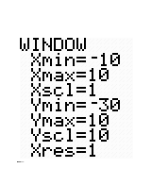 WINDOW
Xmin=-10
Xmax=10
Xscl=1
Ymin=-30
Ymax=10
Yscl=10
Xres=1